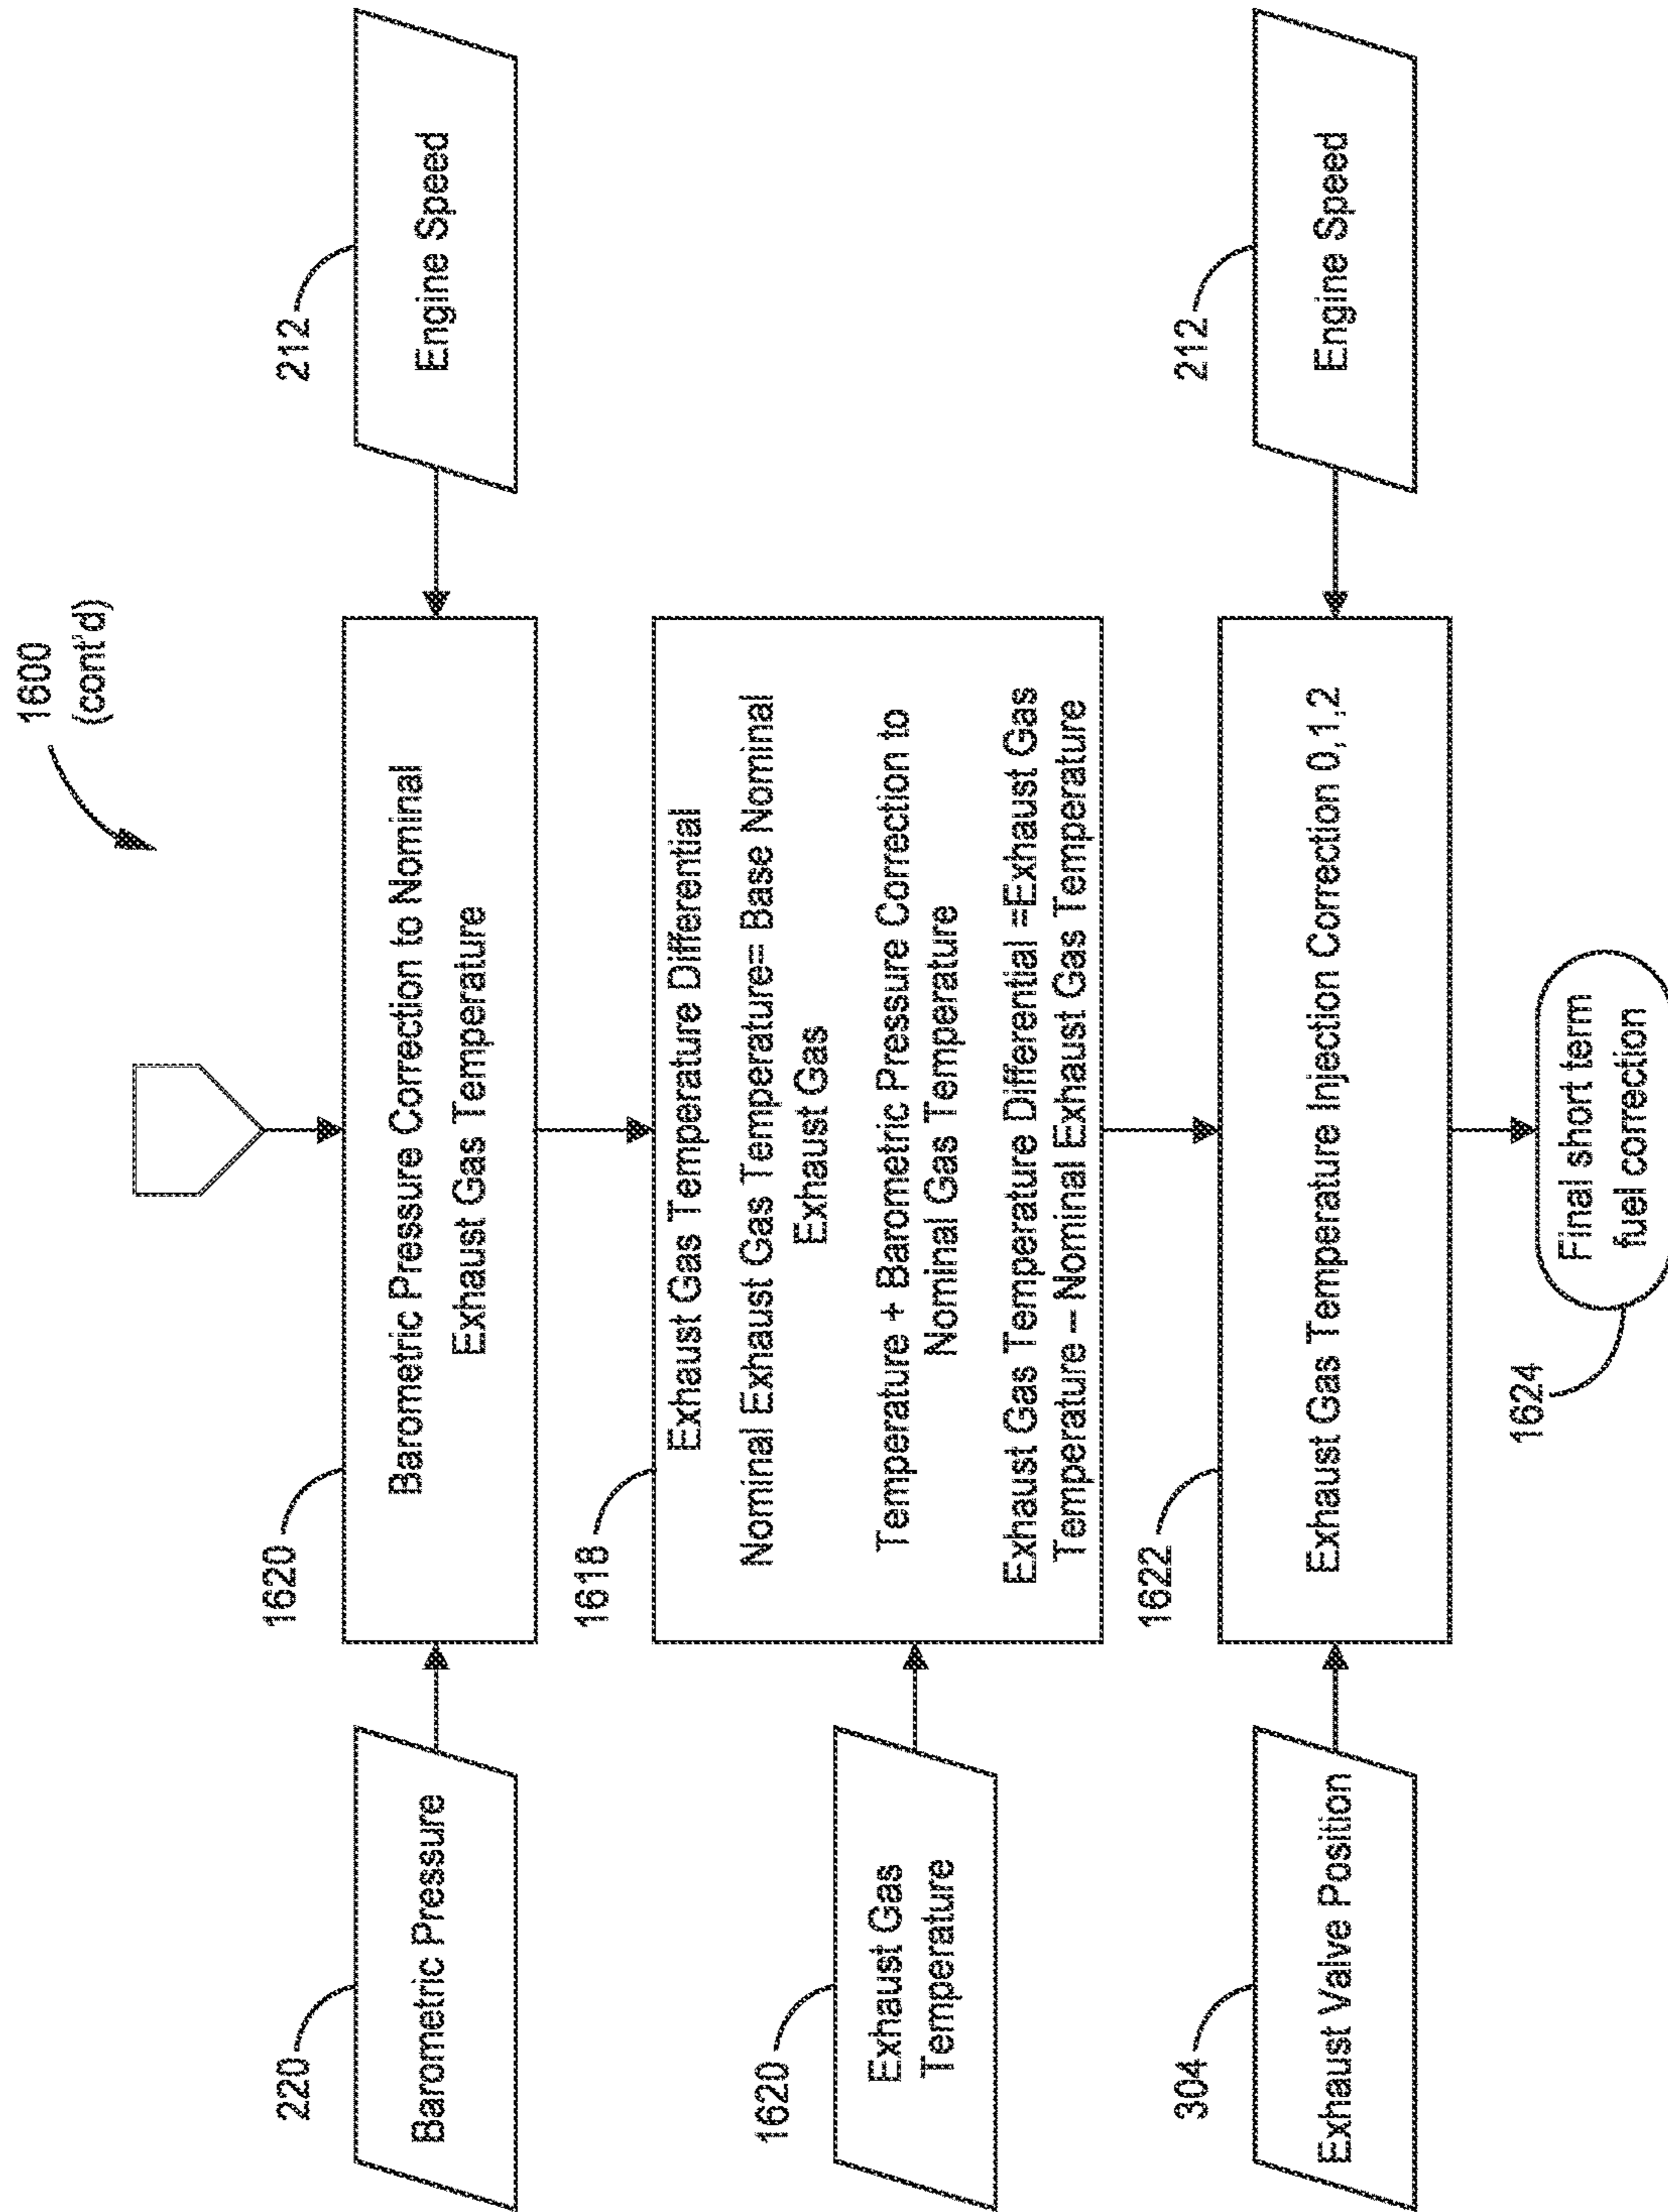 1600
(cont'd)
220
Barometric Pressure
1620
Barometric Pressure Correction to Nominal
Exhaust Gas Temperature
212
Engine Speed
1620
Exhaust Gas
Temperature
1618
Exhaust Gas Temperature Differential
Nominal Exhaust Gas Temperature= Base Nominal
Exhaust Gas
Temperature + Barometric Pressure Correction to
Nominal Gas Temperature
Exhaust Gas Temperature Differential =Exhaust Gas
Temperature – Nominal Exhaust Gas Temperature
304
Exhaust Valve Position
1622
Exhaust Gas Temperature Injection Correction 0,1,2
212
Engine Speed
1624
Final short term
fuel correction